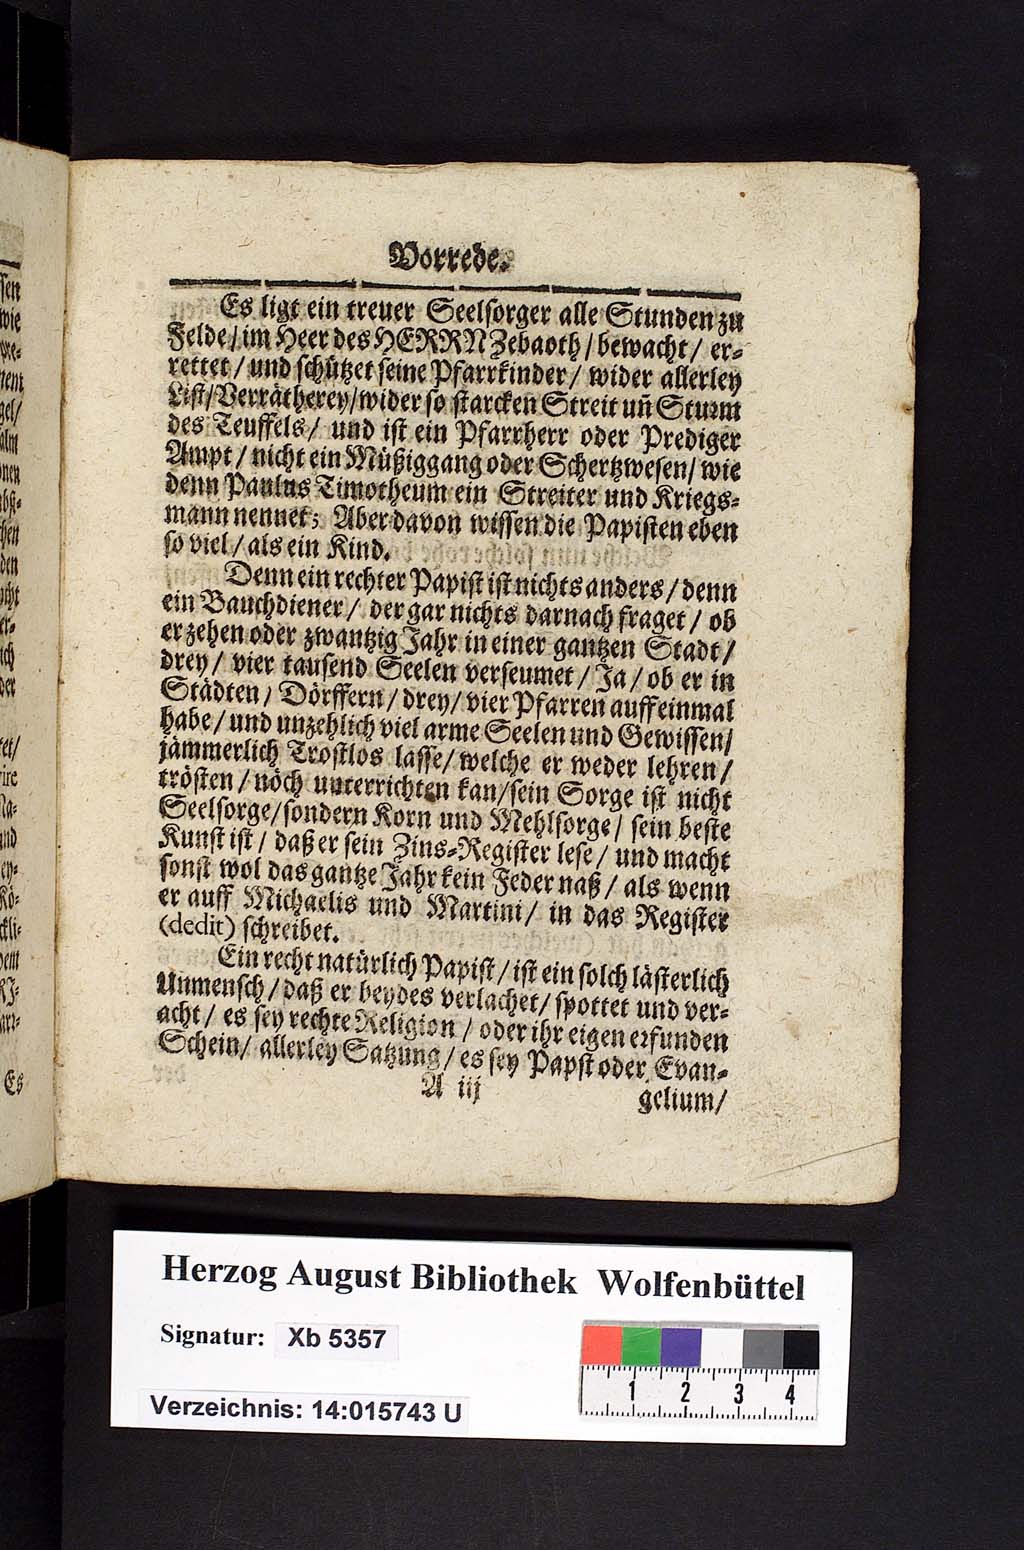 Vorrede.
Es ligt ein treuer Seelsorger alle Stunden zu
Felde/ im Heer des HERRN Zebaoth/ bewacht/ er-
rettet/ und schützet seine Pfarrkinder/ wider allerley
List/ Verrätherey/ wider so starcken Streit uñ Sturm
des Teuffels/ und ist ein Pfarrherr oder Prediger
Ampt/ nicht ein Müßiggang oder Schertzwesen/ wie
denn Paulus Timotheum ein Streiter und Kriegs-
mann nennet; Aber davon wissen die Papisten eben
so viel/ als ein Kind.
Denn ein rechter Papist ist nichts anders/ denn
ein Bauchdiener/ der gar nichts darnach fraget/ ob
er zehen oder zwantzig Jahr in einer gantzen Stadt/
drey/ vier tausend Seelen verseumet/ Ja/ ob er in
Städten/ Dörffern/ drey/ vier Pfarren auff einmal
habe/ und unzehlich viel arme Seelen und Gewissen/
jämmerlich Trostlos lasse/ welche er weder lehren/
trösten/ nöch unterrichten kan/ sein Sorge ist nicht
Seelsorge/ sondern Korn und Mehlsorge/ sein beste
Kunst ist/ daß er sein Zins-Register lese/ und macht
sonst wol das gantze Jahr kein Feder naß/ als wenn
er auff Michaelis und Martini/ in das Register
(dedit) schreibet.
Ein recht natürlich Papist/ ist ein solch lästerlich
Unmensch/ daß er beydes verlachet/ spottet und ver-
acht/ es sey rechte Religion/ oder ihr eigen erfunden
Schein/ allerley Satzung/ es sey Papst oder Evan-
A iij
gelium/
Es
Herzog August Bibliothek Wolfenbüttel
Signatur: Xb 5357
Verzeichnis: 14:015743 U
1 2 3 4